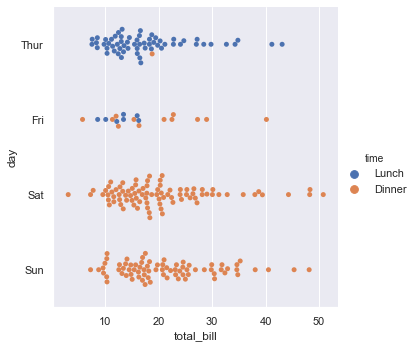 Thur
Fri
Sat
Sun
day
10 20 30 40 50
total_bill
time
Lunch
Dinner